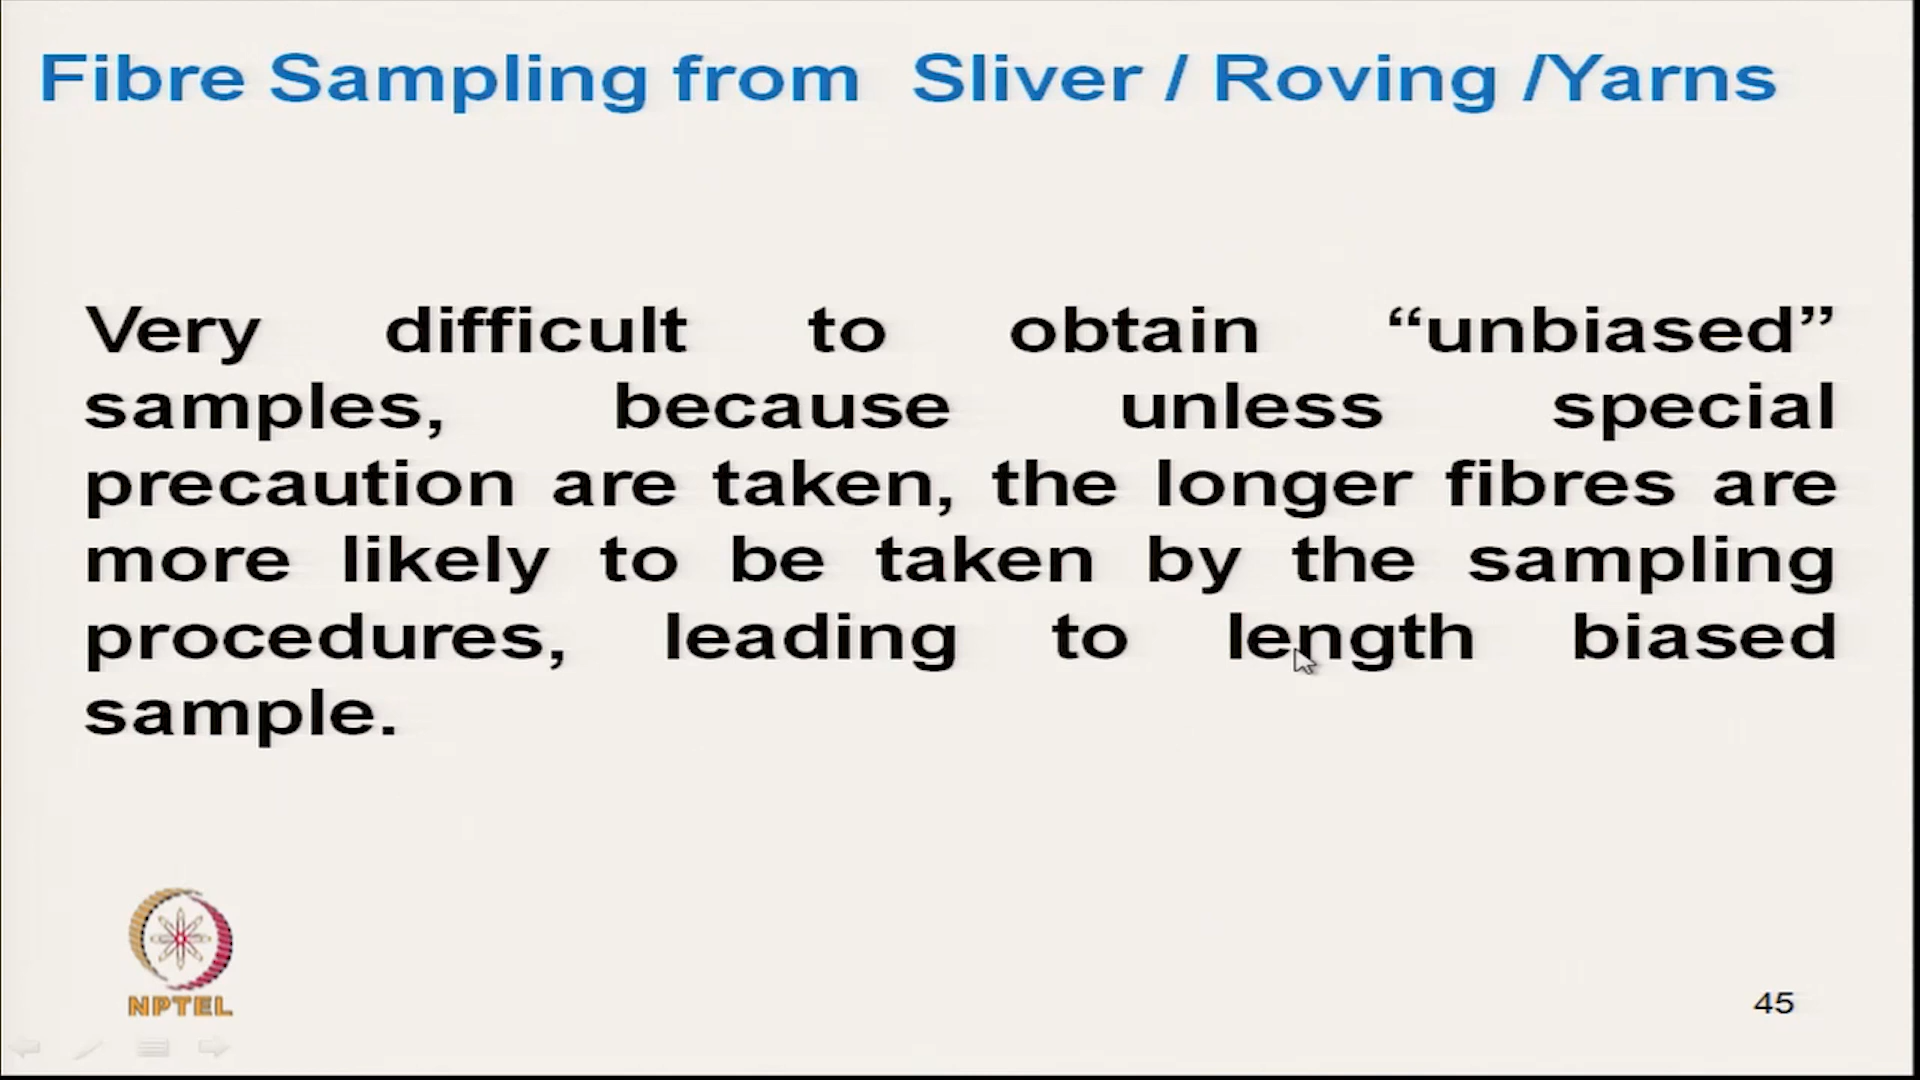 Fibre Sampling from Sliver / Roving /Yarns
Very difficult to obtain “unbiased”
samples, because unless special
precaution are taken, the longer fibres are
more likely to be taken by the sampling
procedures, leading to length biased
sample.
NPTEL
45